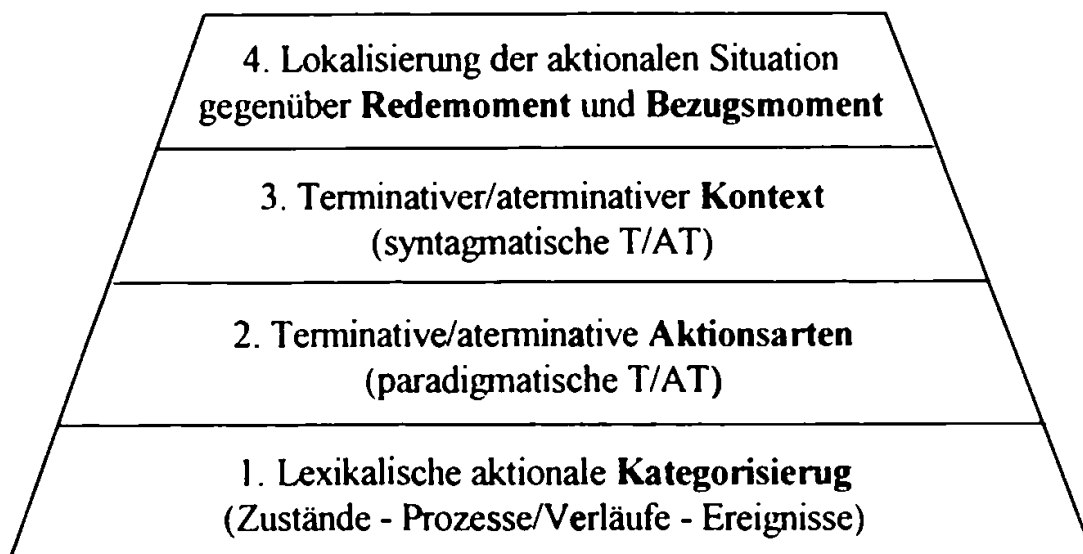 4. Lokalisierung der aktionalen Situation
gegenüber Redemoment und Bezugsmoment
3. Terminativer/aterminativer Kontext
(syntagmatische T/AT)
2. Terminative/aterminative Aktionsarten
(paradigmatische T/AT)
1. Lexikalische aktionale Kategorisierug
(Zustände - Prozesse/Verläufe - Ereignisse)